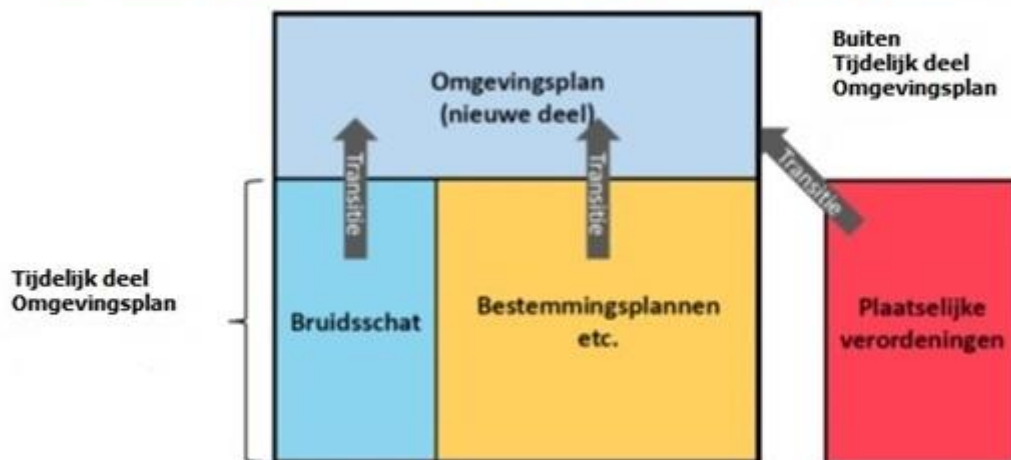 Omgevingsplan
(nieuwe deel)
Buiten
Tijdelijk deel
Omgevingsplan
Transitie
Transitie
Transitie
Tijdelijk deel
Omgevingsplan
Bruidsschat
Bestemmingsplannen
etc.
Plaatselijke
verordeningen